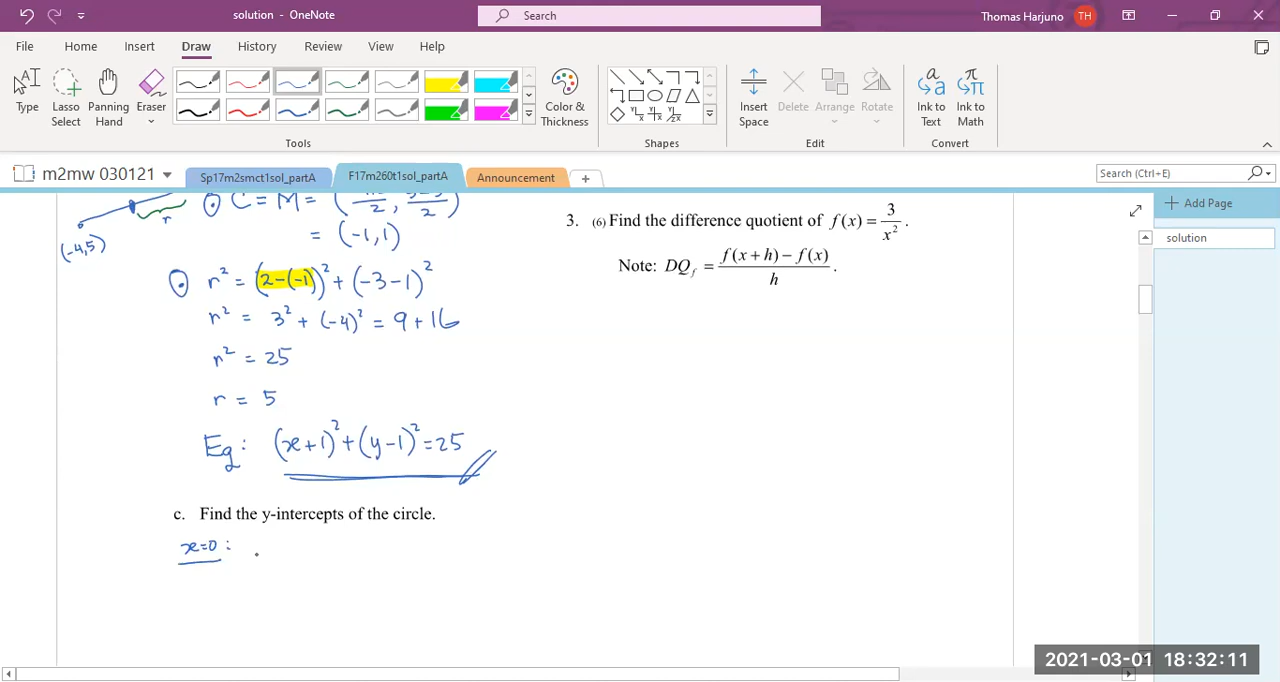 solution - OneNote
Search
Thomas Harjuno TH
File Home Insert Draw History Review View Help
Type
Lasso Select
Panning Hand
Eraser
Color & Thickness
Insert Space
Delete
Arrange
Rotate
Ink to Text
Ink to Math
Tools
Shapes
Edit
Convert
m2mw 030121
Sp17m2smct1sol_partA
F17m260t1sol_partA
Announcement
Search (Ctrl+E)
Add Page
solution
r
(-4,5)
C = M =
= (-1,1)
r² = (2-(-1))² + (-3-1)²
r² = 3² + (-4)² = 9 + 16
r² = 25
r = 5
Eq: (x+1)² + (y-1)² = 25
c. Find the y-intercepts of the circle.
x=0 :
3. (6) Find the difference quotient of f(x) = 3/x².
Note: DQf = f(x + h) − f(x) / h.
2021-03-01 18:32:11